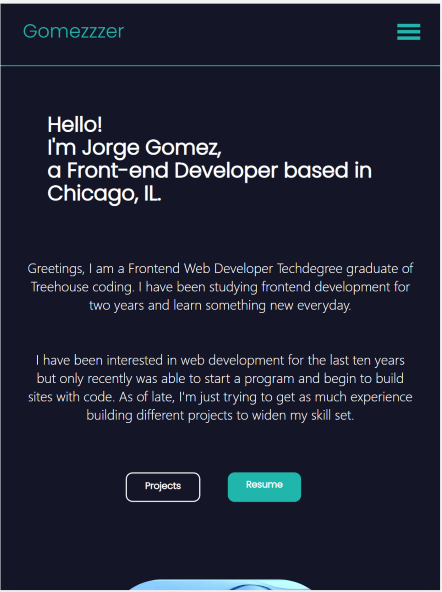 Gomezzzer
Hello!
I'm Jorge Gomez,
a Front-end Developer based in
Chicago, IL.
Greetings, I am a Frontend Web Developer Techdegree graduate of
Treehouse coding. I have been studying frontend development for
two years and learn something new everyday.
I have been interested in web development for the last ten years
but only recently was able to start a program and begin to build
sites with code. As of late, I'm just trying to get as much experience
building different projects to widen my skill set.
Projects
Resume